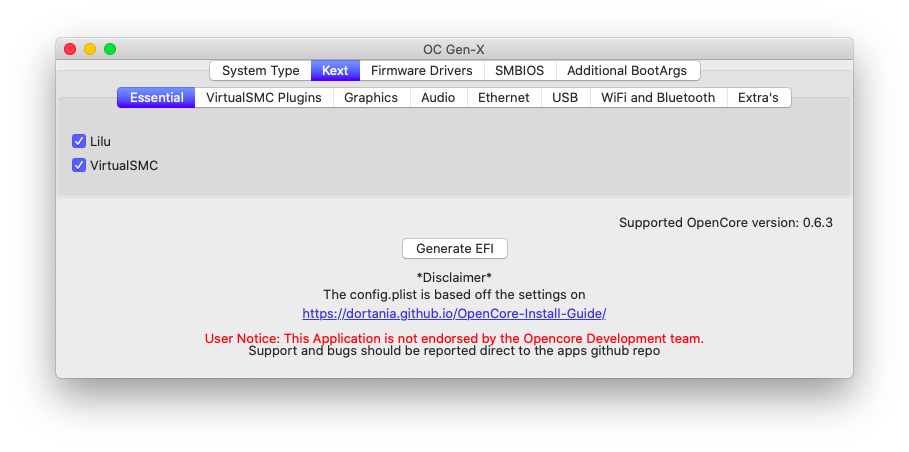 OC Gen-X
System Type Kext Firmware Drivers SMBIOS Additional BootArgs
Essential VirtualSMC Plugins Graphics Audio Ethernet USB WiFi and Bluetooth Extra's
Lilu
VirtualSMC
Supported OpenCore version: 0.6.3
Generate EFI
*Disclaimer*
The config.plist is based off the settings on
https://dortania.github.io/OpenCore-Install-Guide/
User Notice: This Application is not endorsed by the Opencore Development team.
Support and bugs should be reported direct to the apps github repo